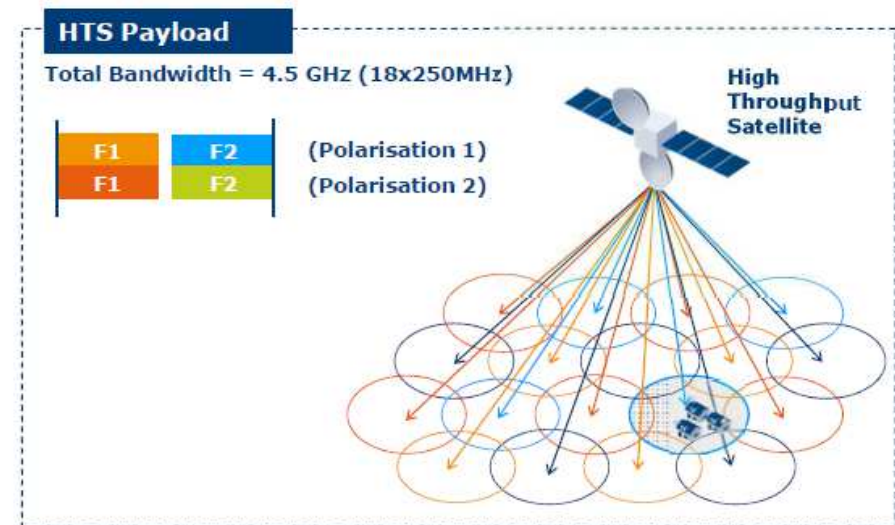 HTS Payload
Total Bandwidth = 4.5 GHz (18x250MHz)
High
Throughput
Satellite
F1 F2 (Polarisation 1)
F1 F2 (Polarisation 2)